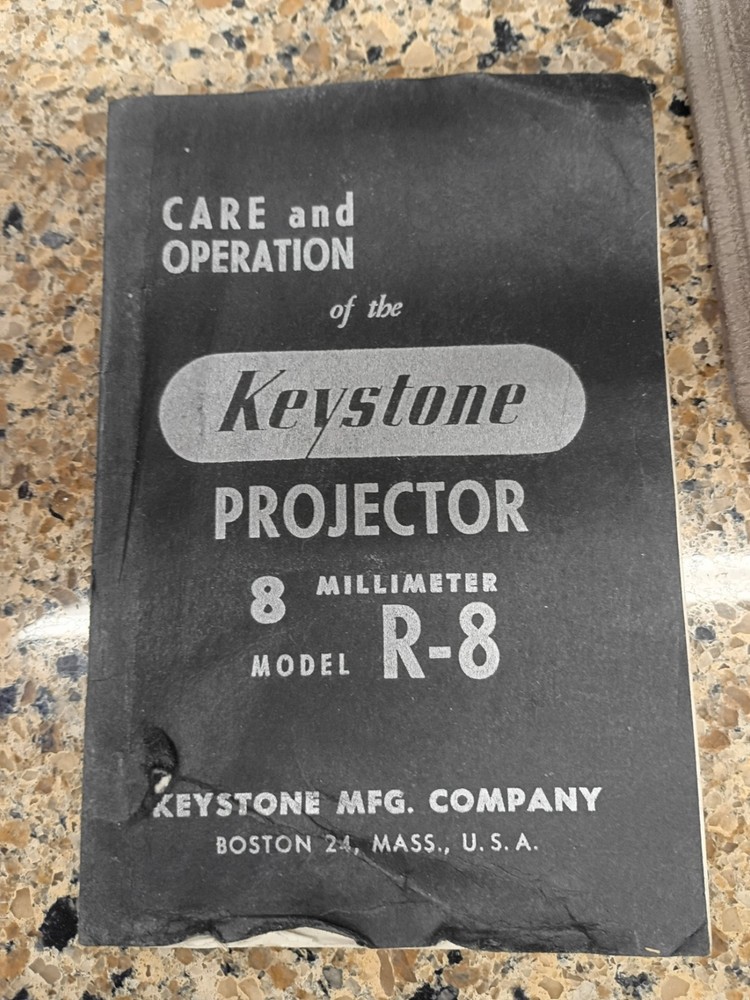 CARE and
OPERATION
of the
Keystone
PROJECTOR
8 MILLIMETER
MODEL R-8
KEYSTONE MFG. COMPANY
BOSTON 24, MASS., U.S.A.